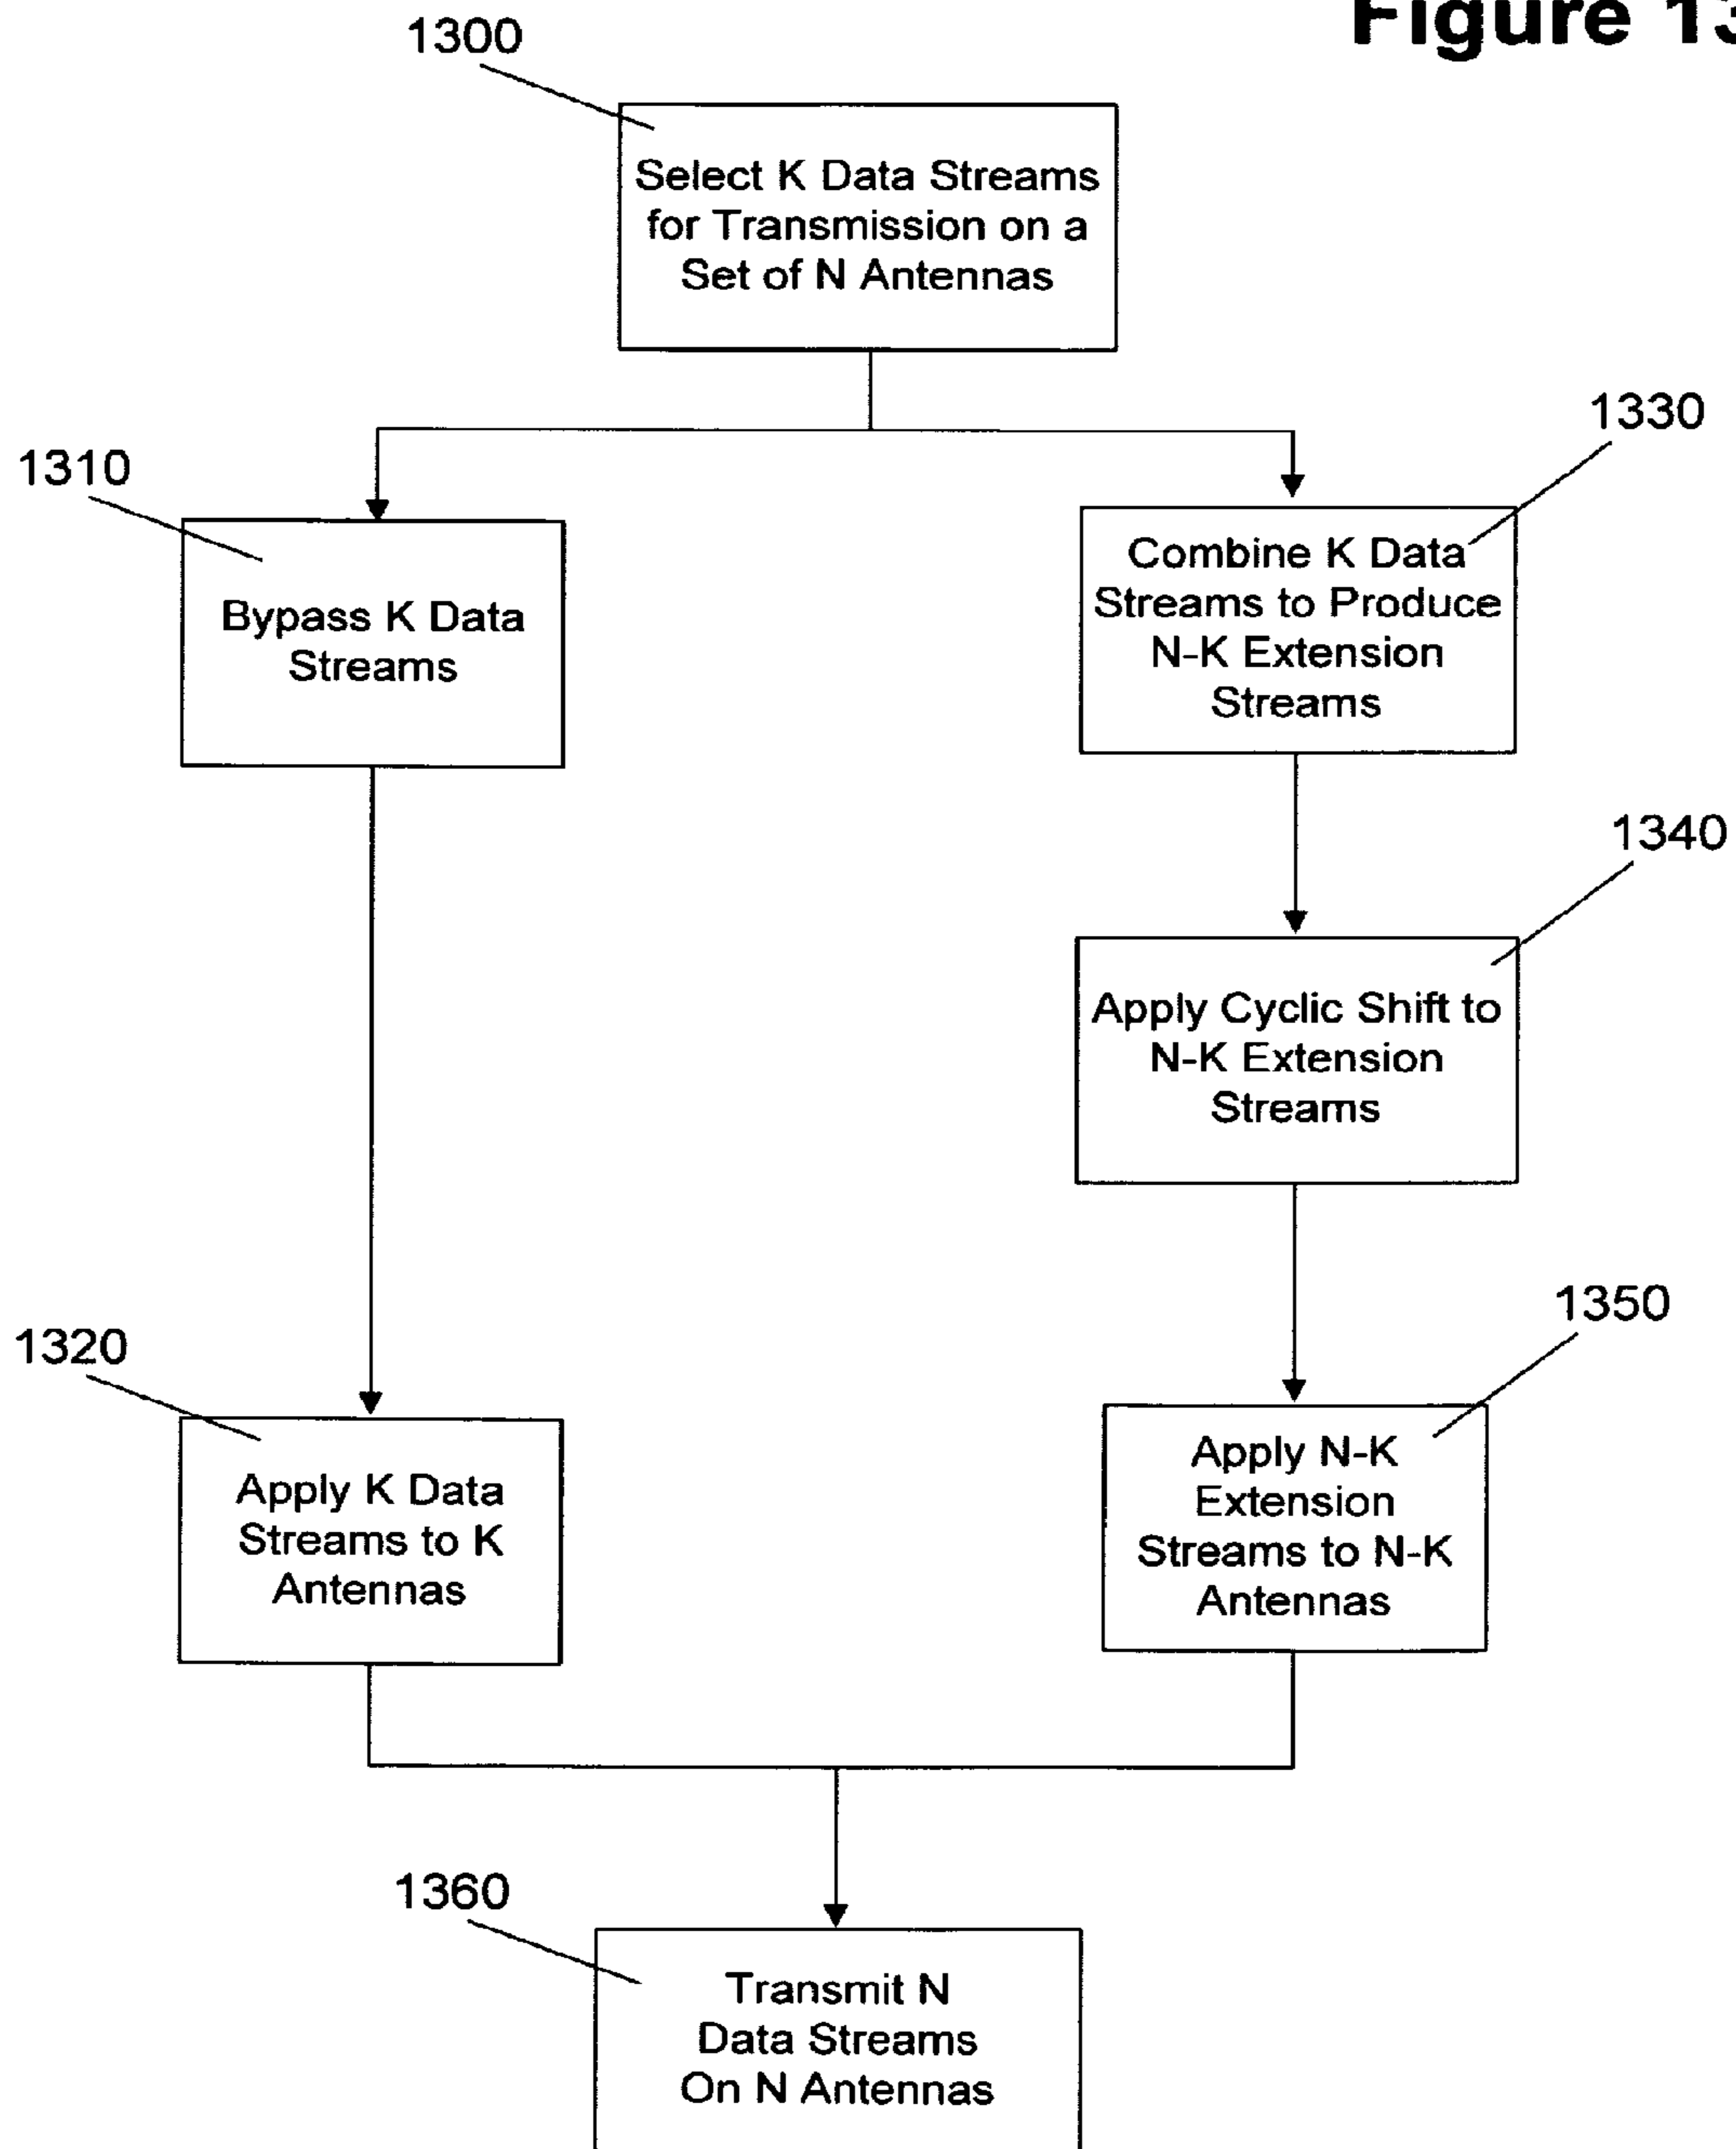 Figure 13
1300
Select K Data Streams
for Transmission on a
Set of N Antennas
1330
1310
Combine K Data
Streams to Produce
N-K Extension
Streams
Bypass K Data
Streams
1340
Apply Cyclic Shift to
N-K Extension
Streams
1350
1320
Apply N-K
Extension
Streams to N-K
Antennas
Apply K Data
Streams to K
Antennas
1360
Transmit N
Data Streams
On N Antennas